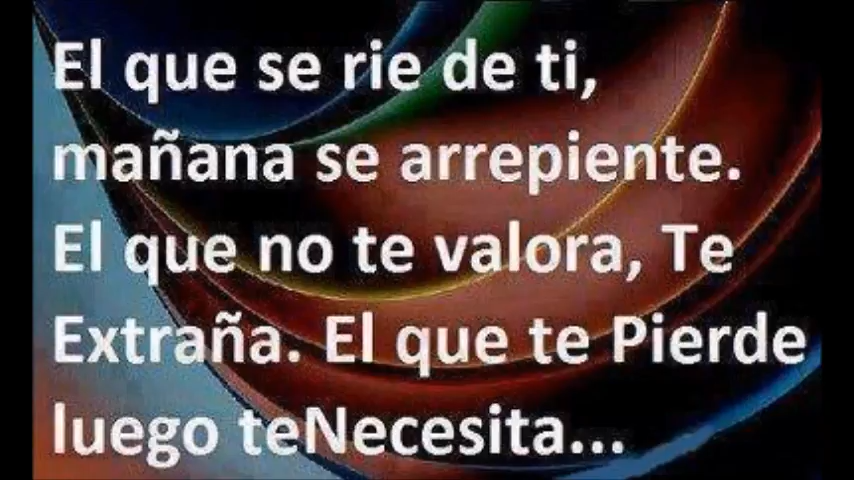 El que se rie de ti,
mañana se arrepiente.
El que no te valora, Te
Extraña. El que te Pierde
luego teNecesita...